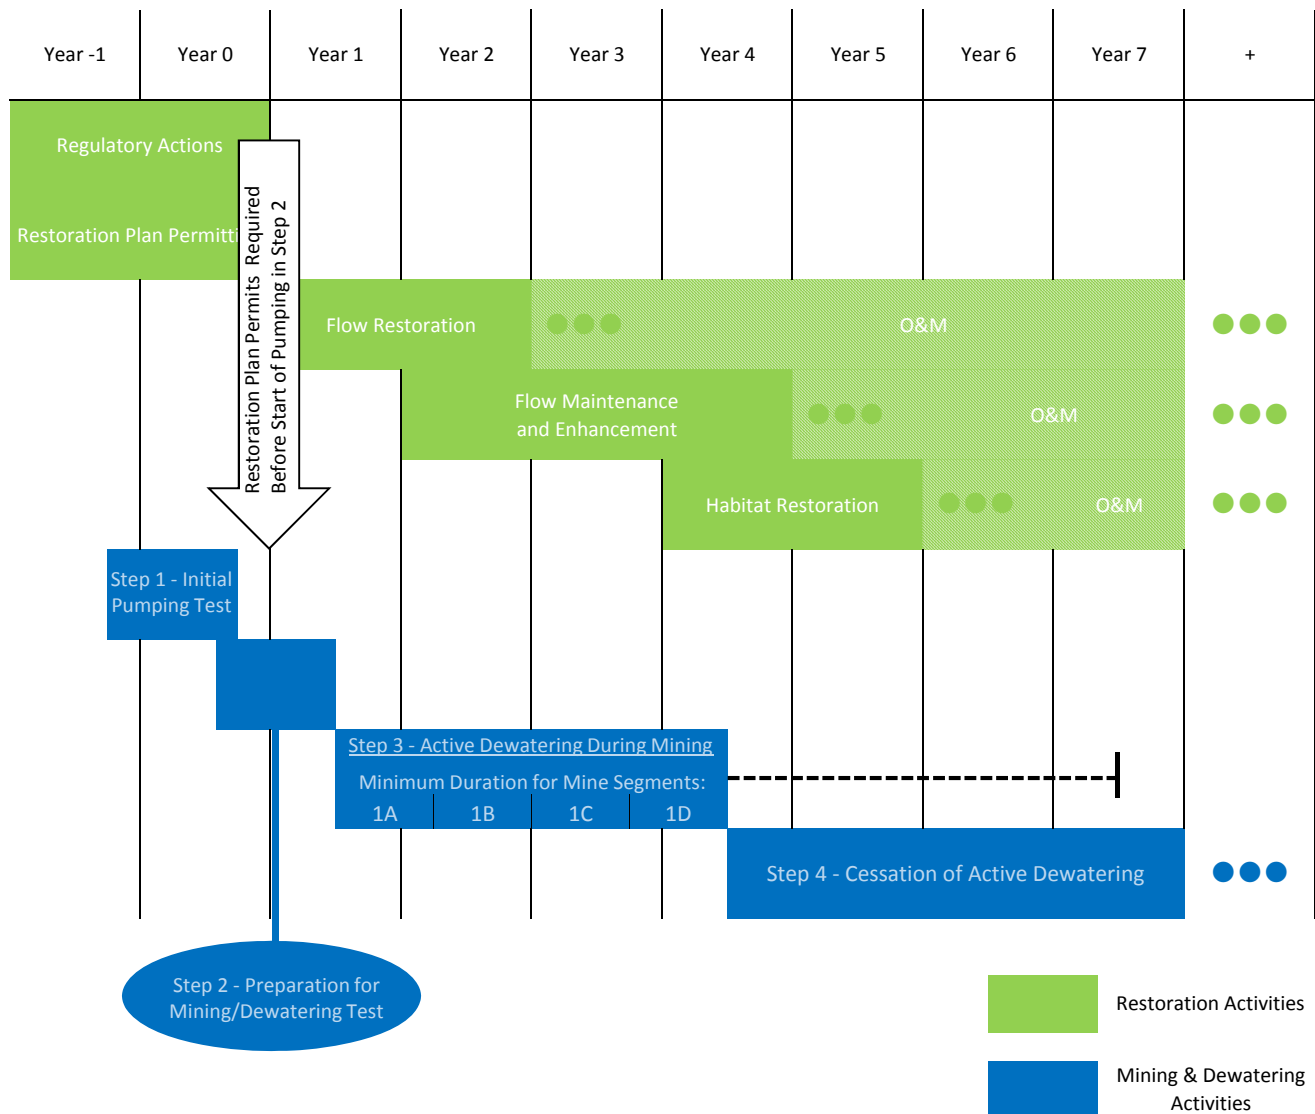 Year -1
Year 0
Year 1
Year 2
Year 3
Year 4
Year 5
Year 6
Year 7
+
Regulatory Actions
Restoration Plan Permitti
Restoration Plan Permits Required
Before Start of Pumping in Step 2
Flow Restoration
O&M
Flow Maintenance
and Enhancement
O&M
Habitat Restoration
O&M
Step 1 - Initial
Pumping Test
Step 3 - Active Dewatering During Mining
Minimum Duration for Mine Segments:
1A
1B
1C
1D
Step 4 - Cessation of Active Dewatering
Step 2 - Preparation for
Mining/Dewatering Test
Restoration Activities
Mining & Dewatering
Activities